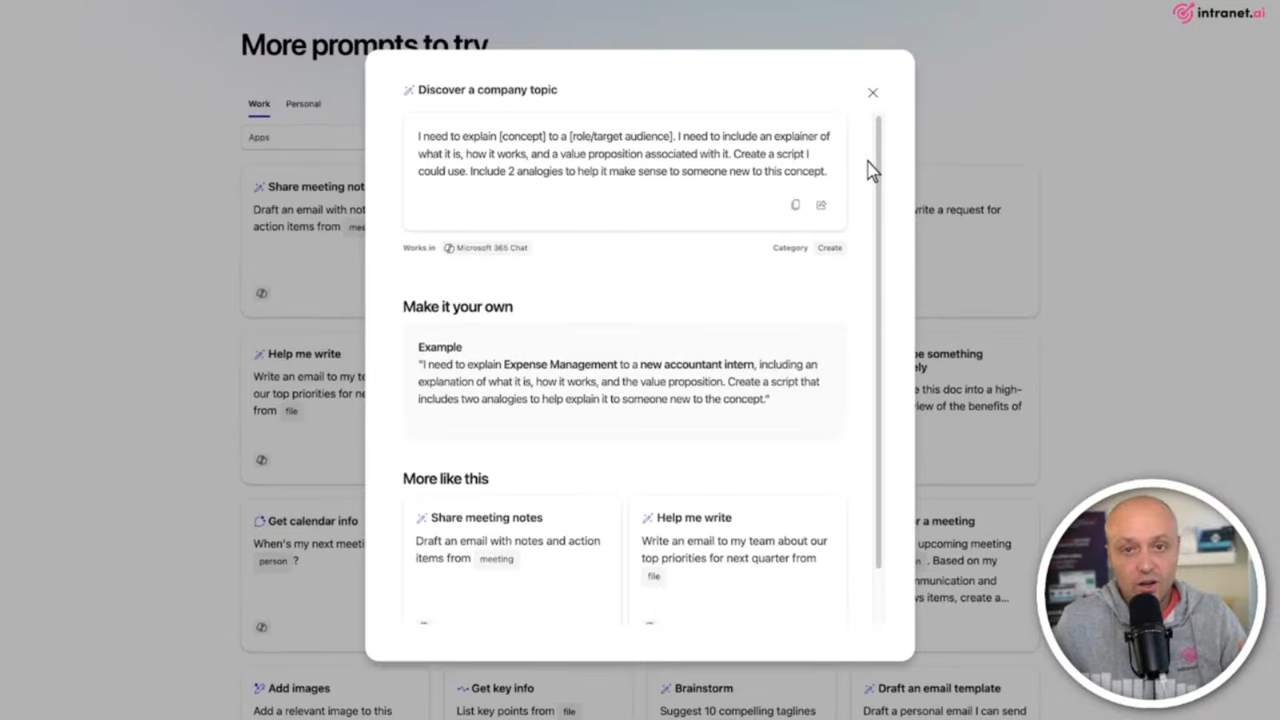 intranet.ai
More prompts to try
Work Personal
Apps
Discover a company topic
I need to explain [concept] to a [role/target audience]. I need to include an explainer of
what it is, how it works, and a value proposition associated with it. Create a script I
could use. Include 2 analogies to help it make sense to someone new to this concept.
Works in Microsoft 365 Chat
Category Create
Make it your own
Example
"I need to explain Expense Management to a new accountant intern, including an
explanation of what it is, how it works, and the value proposition. Create a script that
includes two analogies to help explain it to someone new to the concept."
More like this
Share meeting notes
Draft an email with notes and action
items from meeting
Help me write
Write an email to my team about our
top priorities for next quarter from
file
Share meeting not
Draft an email with not
action items from
Help me write
Write an email to my te
our top priorities for ne
from file
Get calendar info
When's my next meeti
person ?
rite a request for
e something
ely
this doc into a high-
view of the benefits of
a meeting
upcoming meeting
. Based on my
mmunication and
s items, create a...
Add images
Add a relevant image to this
Get key info
List key points from file
Brainstorm
Suggest 10 compelling taglines
Draft an email template
Draft a personal email I can send